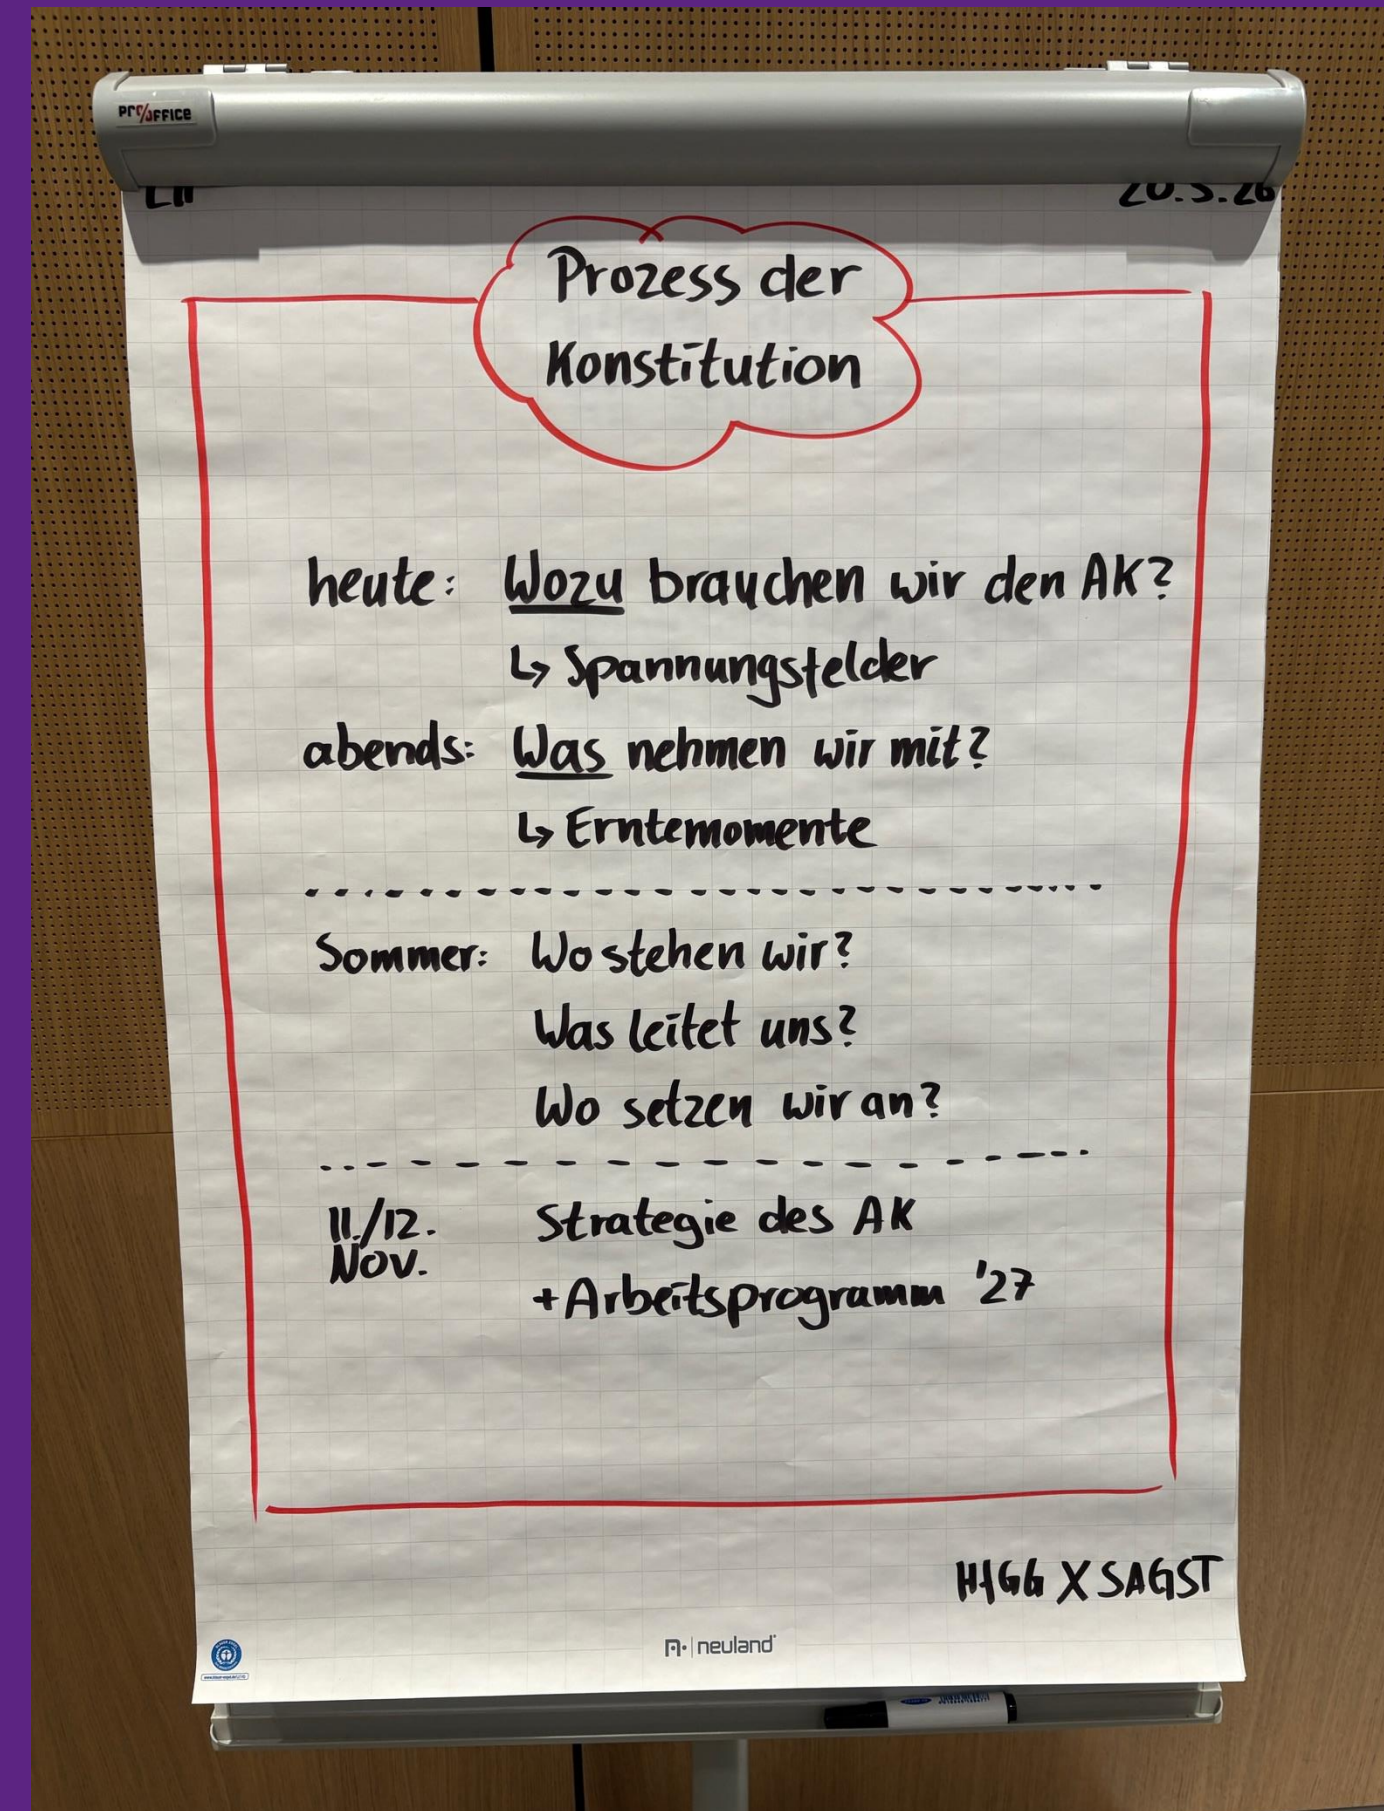 Pro/office
20.5.26
Prozess der
Konstitution
heute: Wozu brauchen wir den AK?
↳ Spannungsfelder
abends: Was nehmen wir mit?
↳ Erntemomente
Sommer: Wo stehen wir?
Was leitet uns?
Wo setzen wir an?
11./12. Strategie des AK
Nov.
+ Arbeitsprogramm '27
X SAGST
neuland